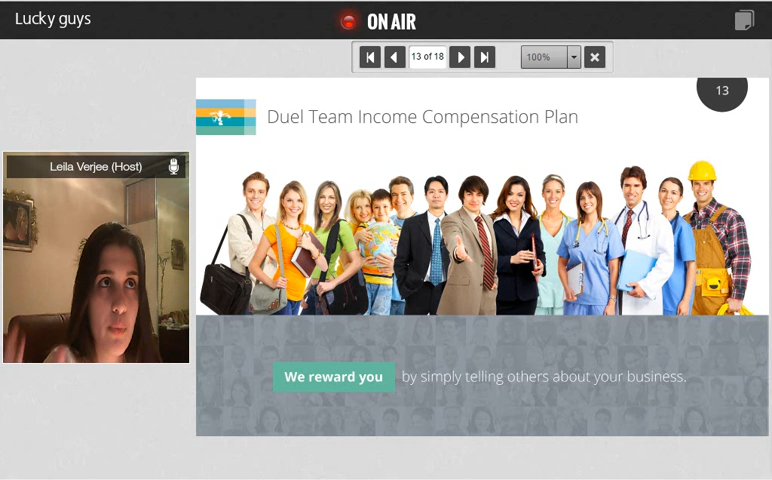 Lucky guys
ON AIR
13 of 18
100%
13
Duel Team Income Compensation Plan
Leila Verjee (Host)
We reward you by simply telling others about your business.